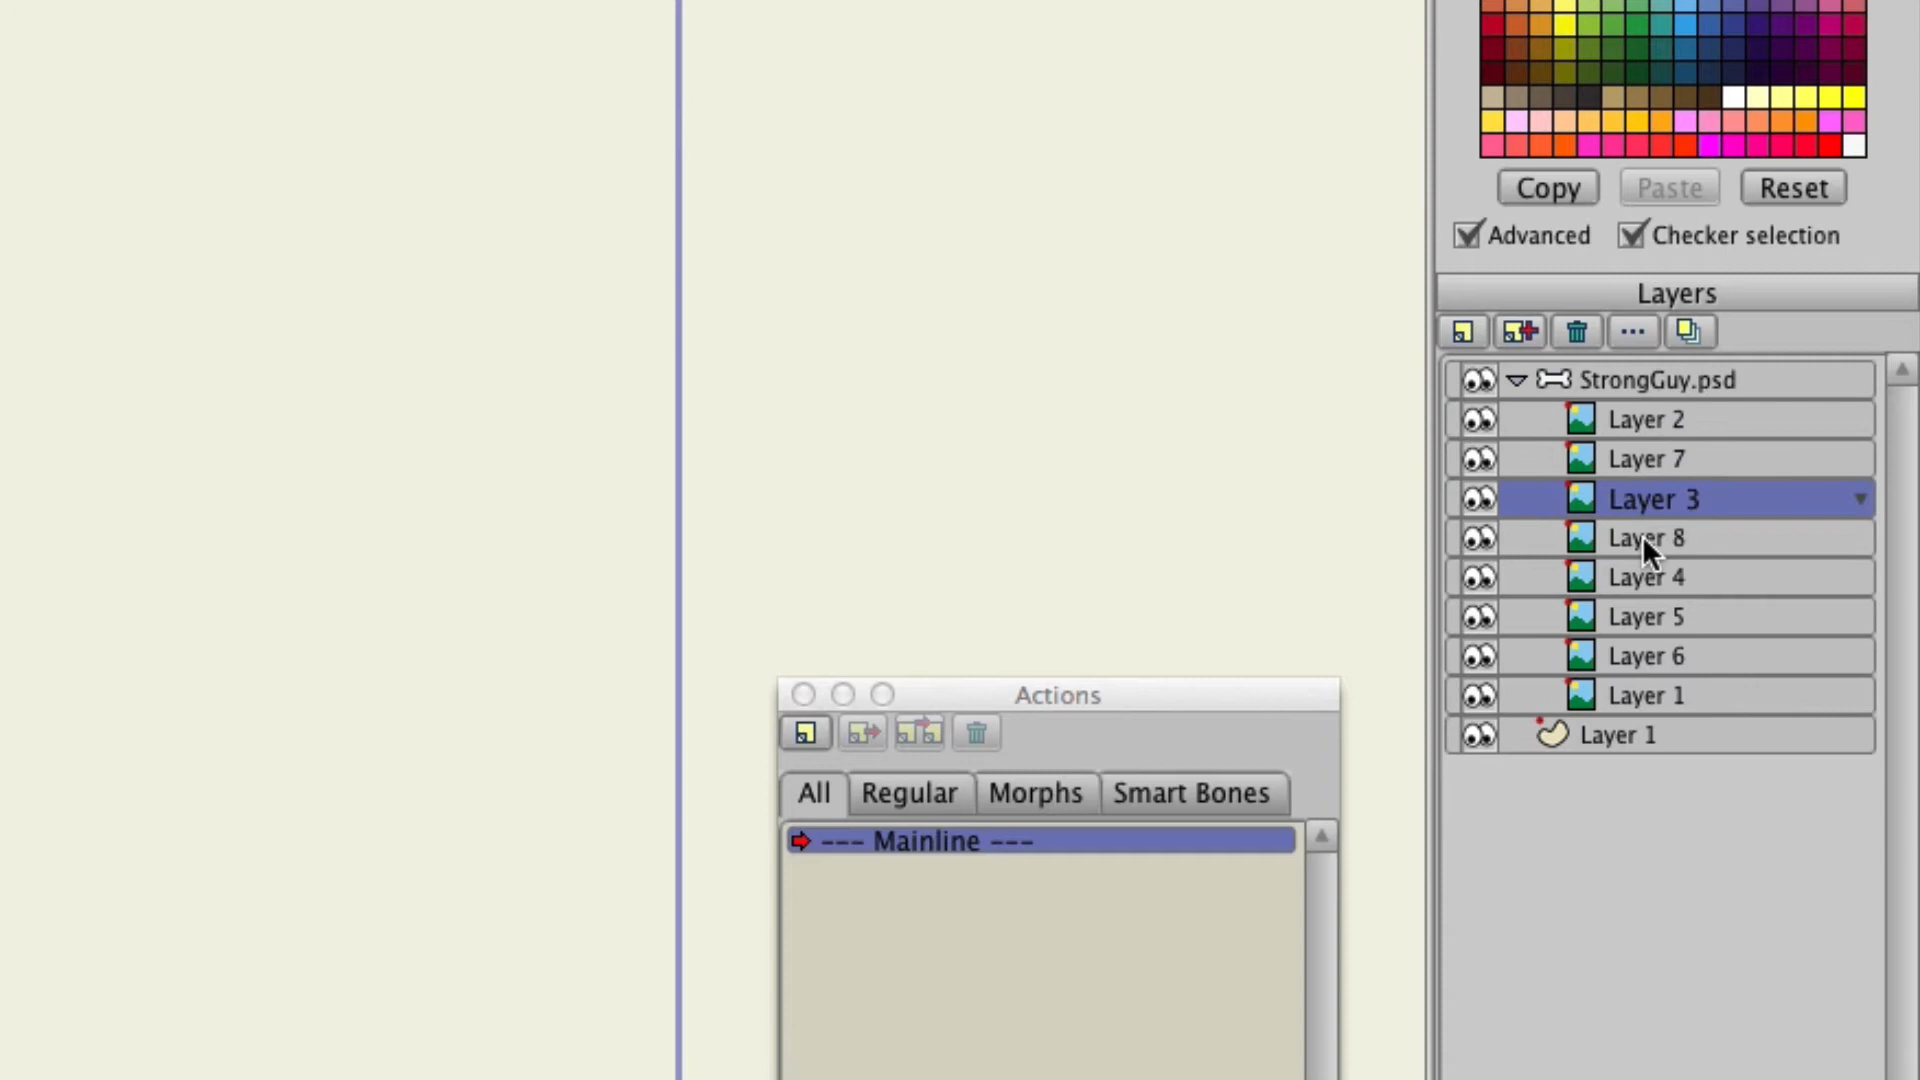 Copy Paste Reset
Advanced Checker selection
Layers
StrongGuy.psd
Layer 2
Layer 7
Layer 3
Layer 8
Layer 4
Layer 5
Layer 6
Layer 1
Layer 1
Actions
All Regular Morphs Smart Bones
--- Mainline ---